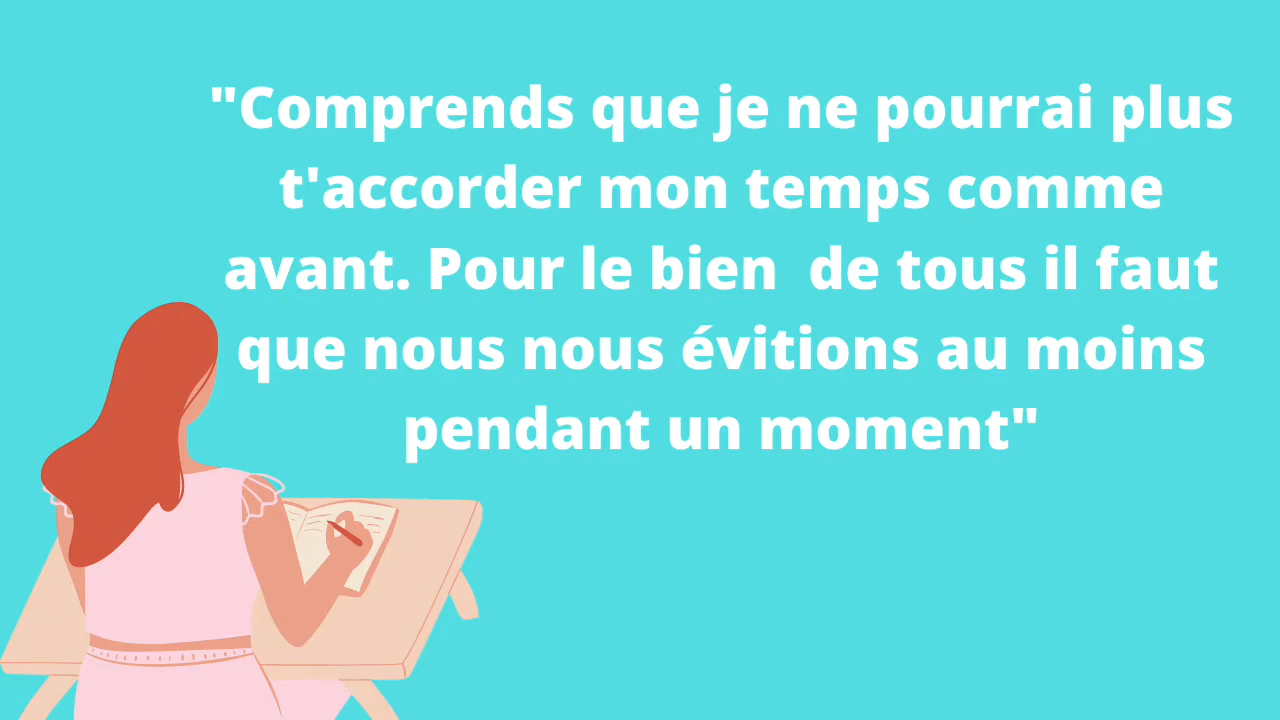 "Comprends que je ne pourrai plus
t'accorder mon temps comme
avant. Pour le bien  de tous il faut
que nous nous évitions au moins
pendant un moment"